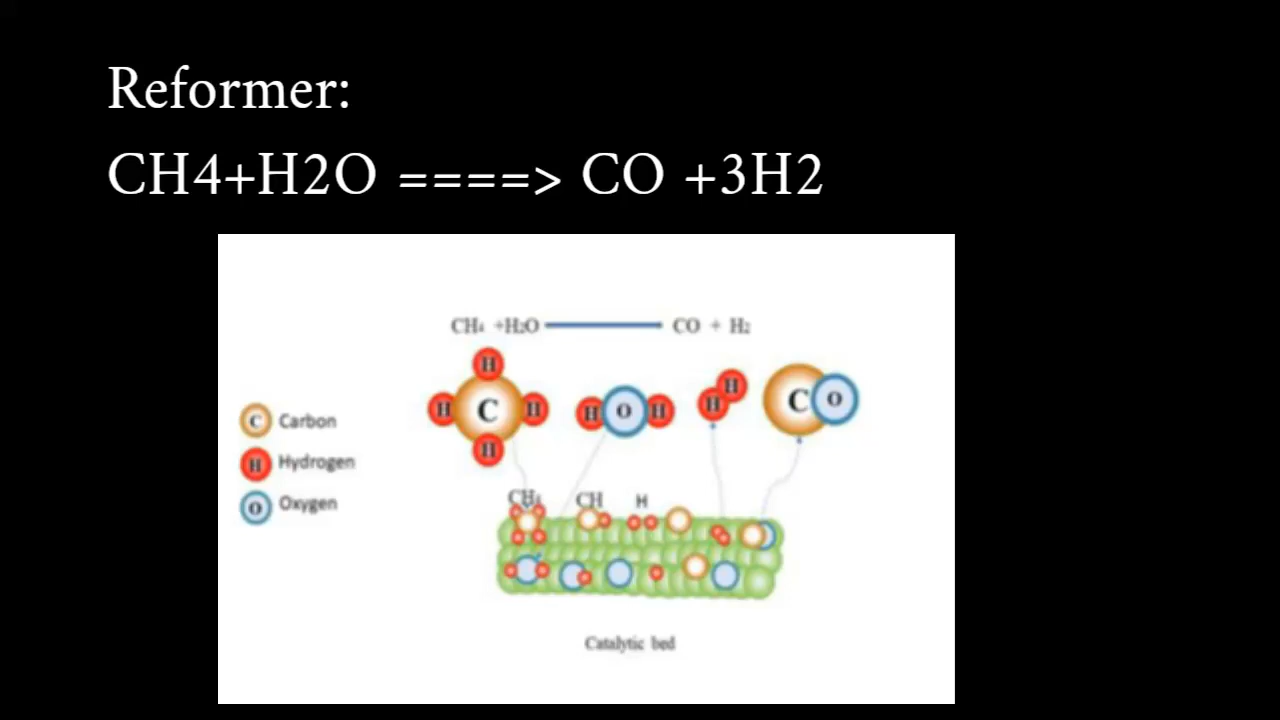 Reformer:
CH4+H2O ====> CO +3H2
CH₄ +H₂O CO + H₂
H
H
H C H H O H H C O
H
C Carbon
H Hydrogen
O Oxygen
CH₄ CH H
Catalytic bed